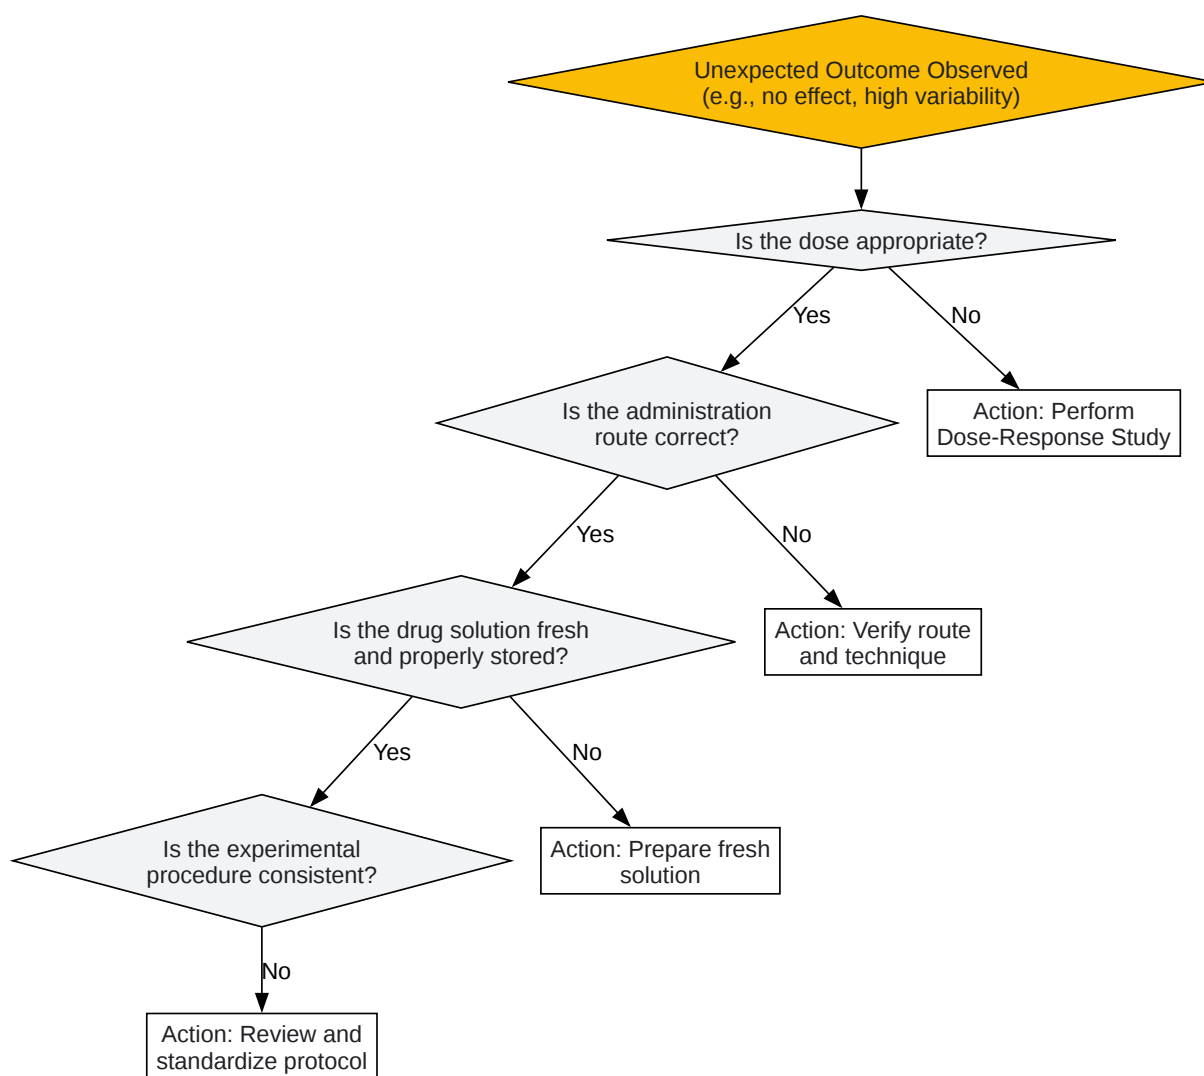 Unexpected Outcome Observed
(e.g., no effect, high variability)
Is the dose appropriate?
Yes
No
Is the administration
route correct?
Action: Perform
Dose-Response Study
Yes
No
Is the drug solution fresh
and properly stored?
Action: Verify route
and technique
Yes
No
Is the experimental
procedure consistent?
Action: Prepare fresh
solution
No
Action: Review and
standardize protocol